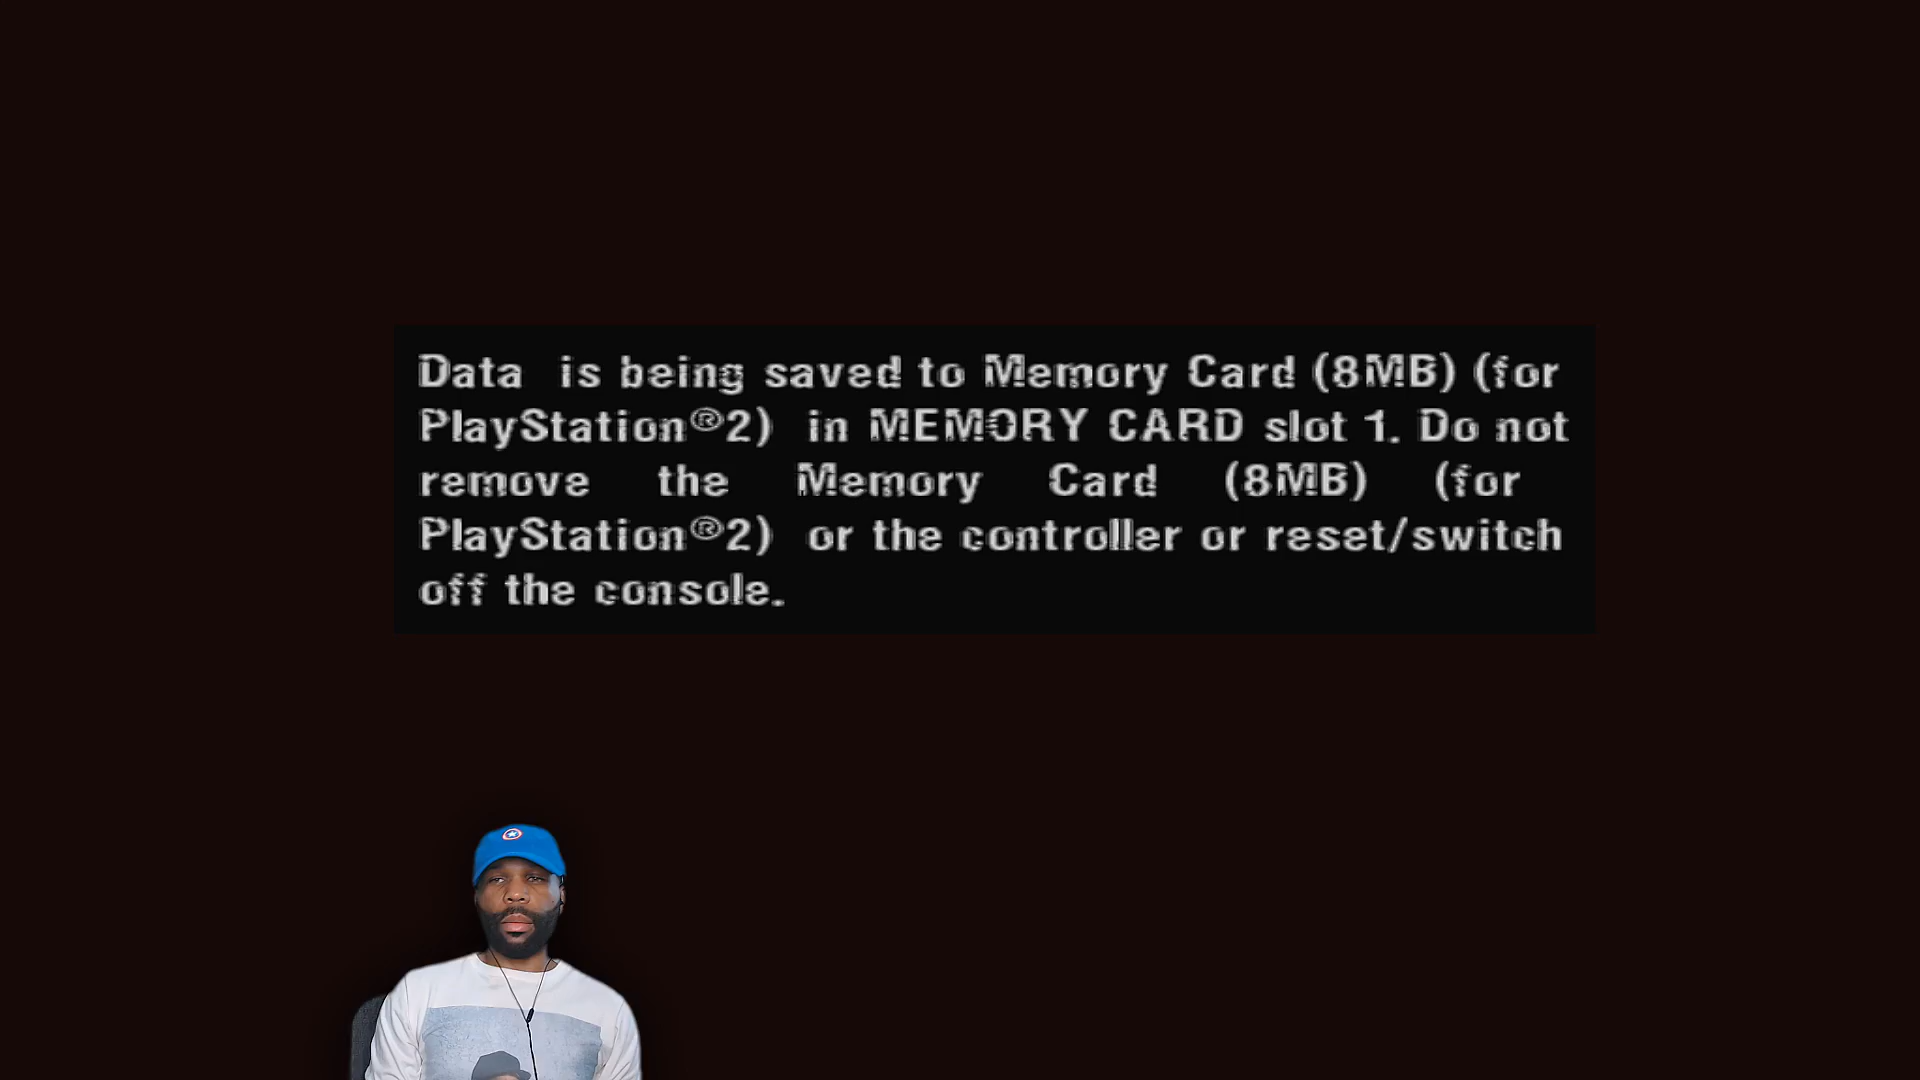 Data is being saved to Memory Card (8MB) (for
PlayStation®2) in MEMORY CARD slot 1. Do not
remove the Memory Card (8MB) (for
PlayStation®2) or the controller or reset/switch
off the console.